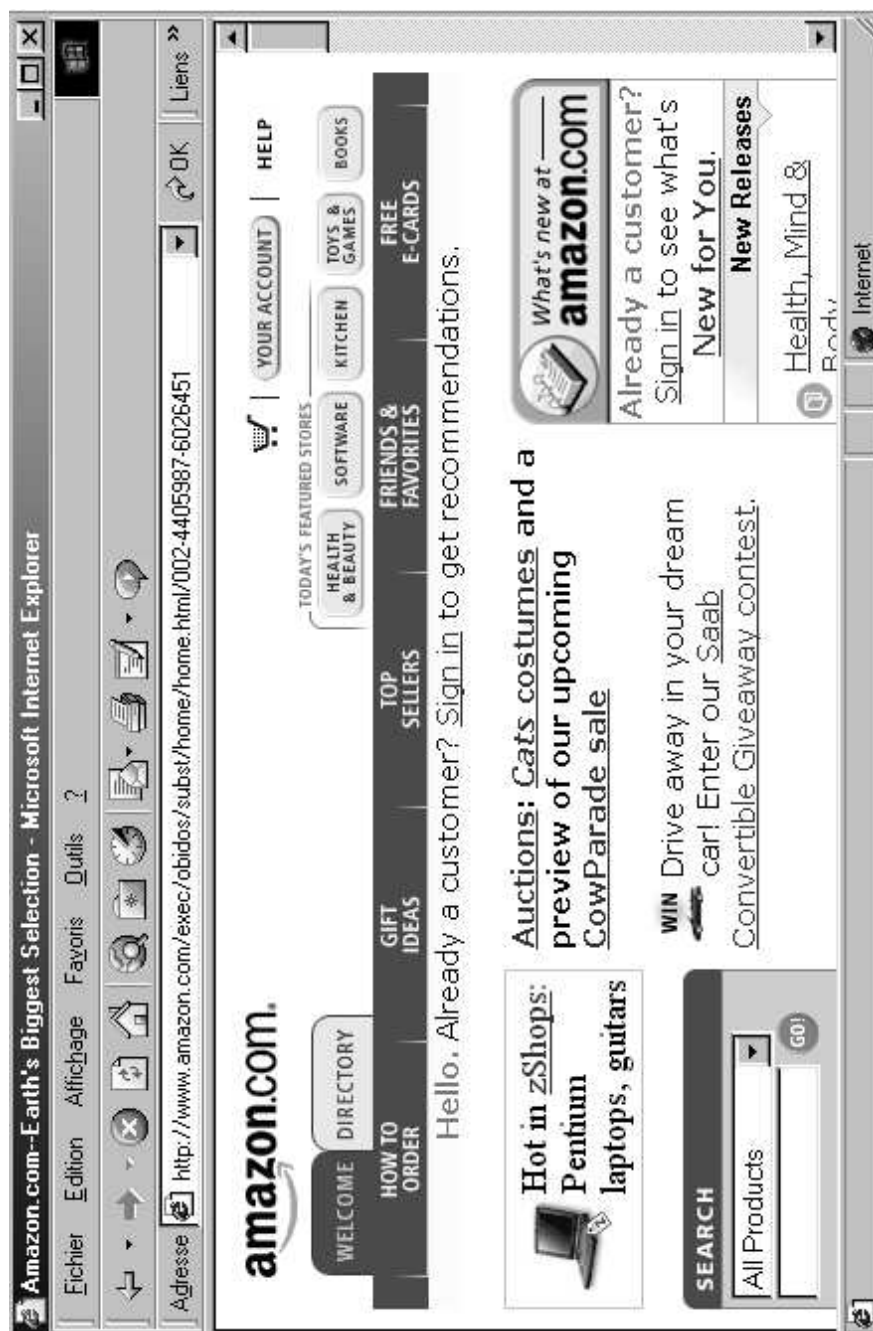 Amazon.com--Earth's Biggest Selection - Microsoft Internet Explorer
Fichier Edition Affichage Favoris Outils ?
Adresse http://www.amazon.com/exec/obidos/subst/home/home.html/002-4405987-6026451 OK Liens »
amazon.com. YOUR ACCOUNT HELP
TODAY'S FEATURED STORES
WELCOME DIRECTORY HEALTH & BEAUTY SOFTWARE KITCHEN TOYS & GAMES BOOKS
HOW TO ORDER GIFT IDEAS TOP SELLERS FRIENDS & FAVORITES FREE E-CARDS
Hello. Already a customer? Sign in to get recommendations.
Hot in zShops:
Pentium
laptops, guitars
SEARCH
All Products
GO!
Auctions: Cats costumes and a
preview of our upcoming
CowParade sale
WIN Drive away in your dream
car! Enter our Saab
Convertible Giveaway contest.
What's new at
amazon.com
Already a customer?
Sign in to see what's
New for You.
New Releases
Health, Mind &
Body
Internet